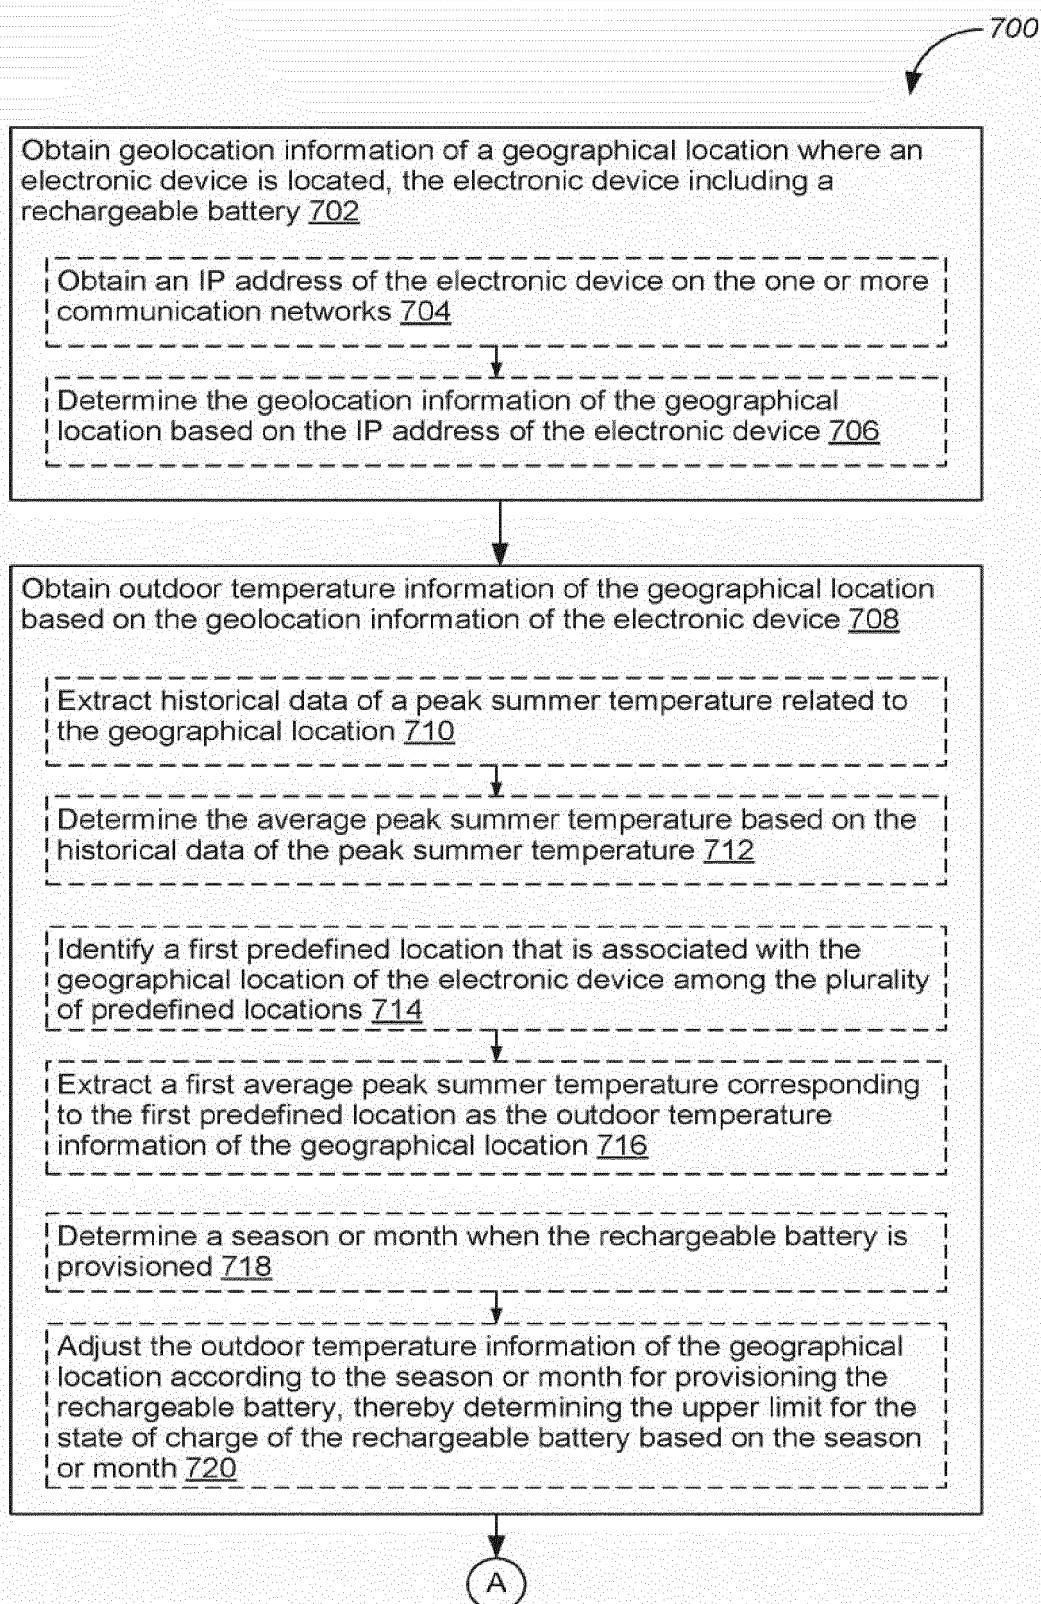 700
Obtain geolocation information of a geographical location where an
electronic device is located, the electronic device including a
rechargeable battery 702
Obtain an IP address of the electronic device on the one or more
communication networks 704
Determine the geolocation information of the geographical
location based on the IP address of the electronic device 706
Obtain outdoor temperature information of the geographical location
based on the geolocation information of the electronic device 708
Extract historical data of a peak summer temperature related to
the geographical location 710
Determine the average peak summer temperature based on the
historical data of the peak summer temperature 712
Identify a first predefined location that is associated with the
geographical location of the electronic device among the plurality
of predefined locations 714
Extract a first average peak summer temperature corresponding
to the first predefined location as the outdoor temperature
information of the geographical location 716
Determine a season or month when the rechargeable battery is
provisioned 718
Adjust the outdoor temperature information of the geographical
location according to the season or month for provisioning the
rechargeable battery, thereby determining the upper limit for the
state of charge of the rechargeable battery based on the season
or month 720
A